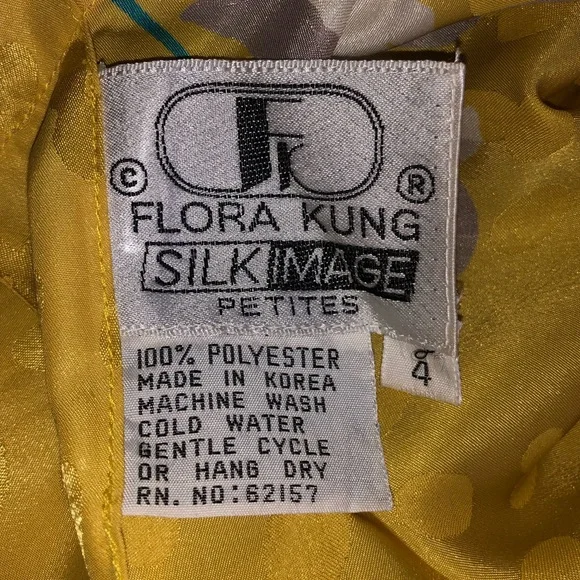 ©
®
FLORA KUNG
SILK IMAGE
PETITES
100% POLYESTER
MADE IN KOREA
MACHINE WASH
COLD WATER
GENTLE CYCLE
OR HANG DRY
RN. NO:62157
4